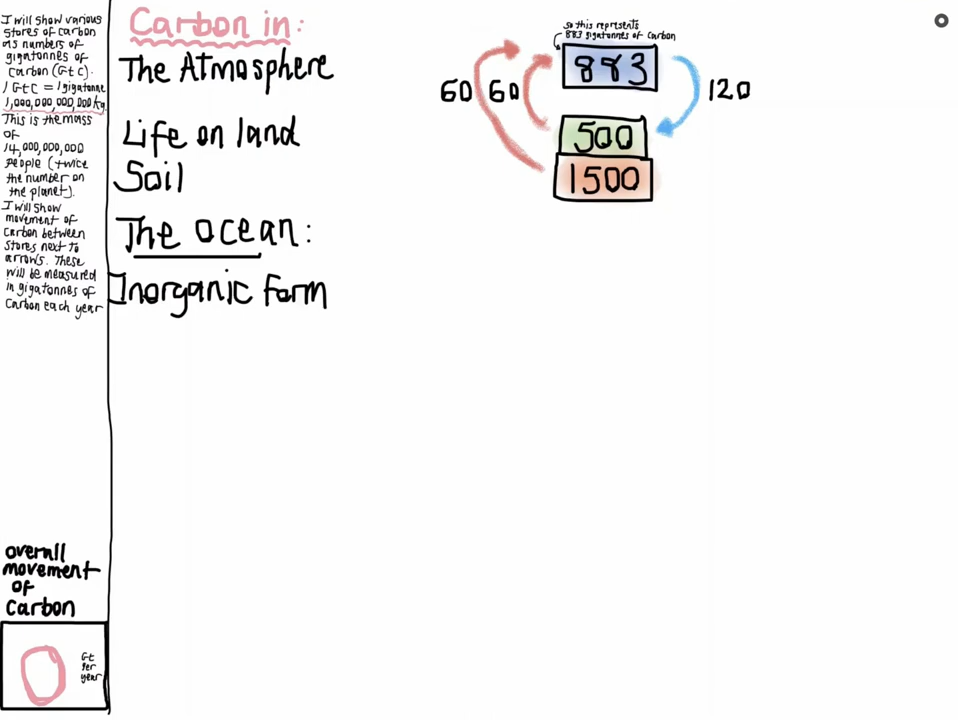 I will show various
stores of carbon
as numbers of
gigatonnes of
carbon (GtC).
1 GtC = 1gigatonne
1,000,000,000,000kg
This is the mass
of
14,000,000,000
people (twice
the number on
the planet).
I will show
movement of
carbon between
stores next to
arrows. These
will be measured
in gigatonnes of
carbon each year
overall
movement
of
carbon
0
Gt
per
year
Carbon in:
The Atmosphere
Life on land
Soil
The ocean:
Inorganic form
so this represents
883 gigatonnes of carbon
883
60 60
120
500
1500